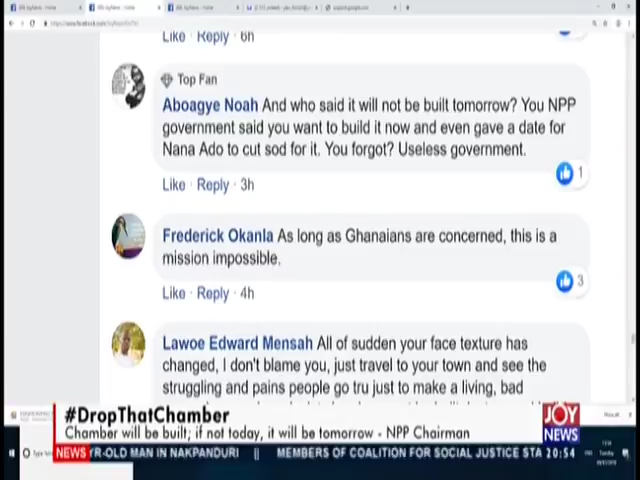 Like · Reply · 6h
Top Fan
Aboagye Noah And who said it will not be built tomorrow? You NPP
government said you want to build it now and even gave a date for
Nana Ado to cut sod for it. You forgot? Useless government.
1
Like · Reply · 3h
Frederick Okanla As long as Ghanaians are concerned, this is a
mission impossible.
3
Like · Reply · 4h
Lawoe Edward Mensah All of sudden your face texture has
changed, I don't blame you, just travel to your town and see the
struggling and pains people go tru just to make a living, bad
#DropThatChamber
Chamber will be built; if not today, it will be tomorrow - NPP Chairman
JOY
NEWS
NEWS YR-OLD MAN IN NAKPANDURI || MEMBERS OF COALITION FOR SOCIAL JUSTICE STA 20:54